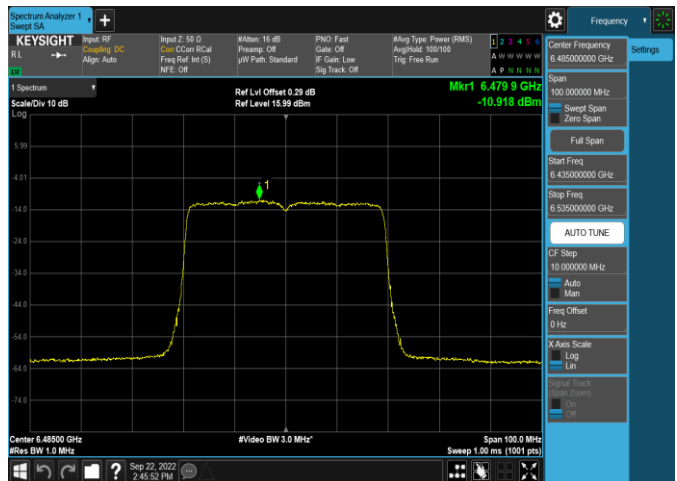 Spectrum Analyzer 1
Swept SA
Frequency
KEYSIGHT
RL
LW
Input: RF
Coupling: DC
Align: Auto
Input Z: 50 Ω
Corr CCorr RCal
Freq Ref: Int (S)
NFE: Off
#Atten: 16 dB
Preamp: Off
µW Path: Standard
PNO: Fast
Gate: Off
IF Gain: Low
Sig Track: Off
#Avg Type: Power (RMS)
Avg|Hold: 100/100
Trig: Free Run
1 2 3 4 5 6
A W W W W W
A P N N N N
1 Spectrum
Scale/Div 10 dB
Log
Ref Lvl Offset 0.29 dB
Ref Level 15.99 dBm
Mkr1 6.479 9 GHz
-10.918 dBm
5.99
-4.01
-14.0
-24.0
-34.0
-44.0
-54.0
-64.0
-74.0
1
Center 6.48500 GHz
#Res BW 1.0 MHz
#Video BW 3.0 MHz*
Span 100.0 MHz
Sweep 1.00 ms (1001 pts)
Sep 22, 2022
2:45:52 PM
?
Center Frequency
6.485000000 GHz
Settings
Span
100.000000 MHz
Swept Span
Zero Span
Full Span
Start Freq
6.435000000 GHz
Stop Freq
6.535000000 GHz
AUTO TUNE
CF Step
10.000000 MHz
Auto
Man
Freq Offset
0 Hz
X Axis Scale
Log
Lin
Signal Track
(Span Zoom)
On
Off